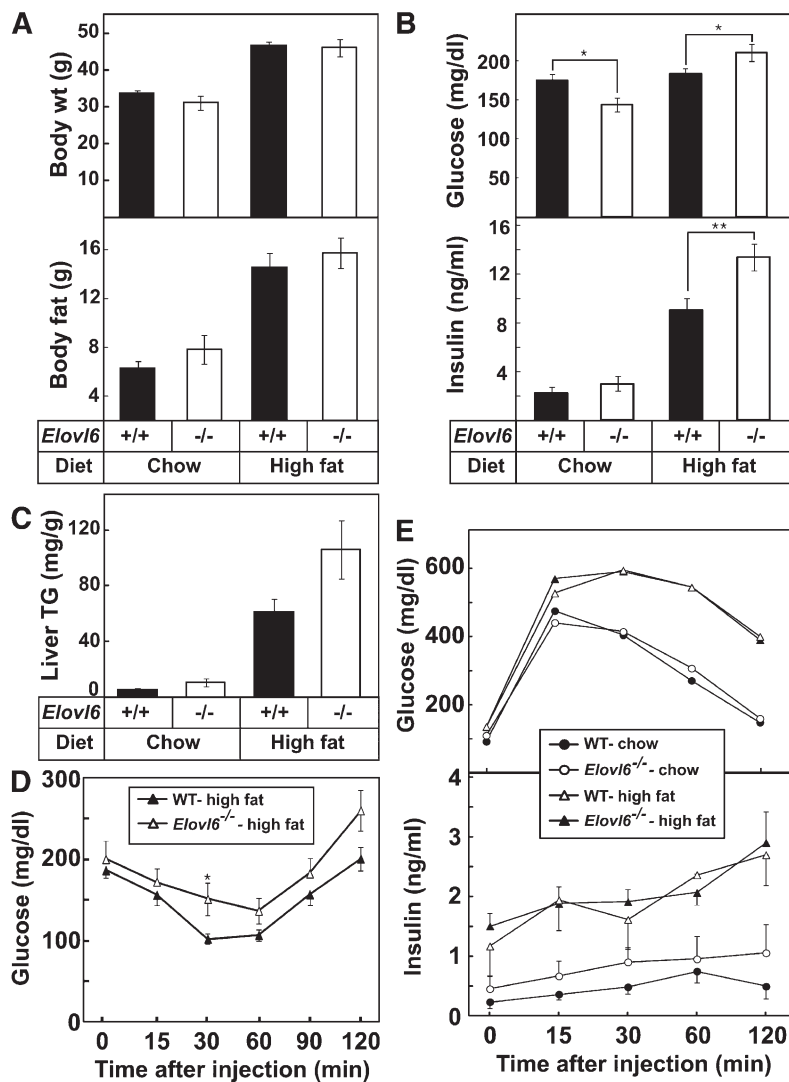 A
Body wt (g)
50
30
10
Body fat (g)
16
12
8
4
Elovl6 +/+ -/- +/+ -/-
Diet Chow High fat
B
Glucose (mg/dl)
200
150
100
50
* *
Insulin (ng/ml)
16
12
8
4
**
Elovl6 +/+ -/- +/+ -/-
Diet Chow High fat
C
Liver TG (mg/g)
120
80
40
0
Elovl6 +/+ -/- +/+ -/-
Diet Chow High fat
D
Glucose (mg/dl)
300
200
100
0
WT- high fat
Elovl6-/- - high fat
*
0 15 30 60 90 120
Time after injection (min)
E
Glucose (mg/dl)
600
400
200
WT- chow
Elovl6-/- - chow
WT- high fat
Elovl6-/- - high fat
Insulin (ng/ml)
4
3
2
1
0
0 15 30 60 120
Time after injection (min)